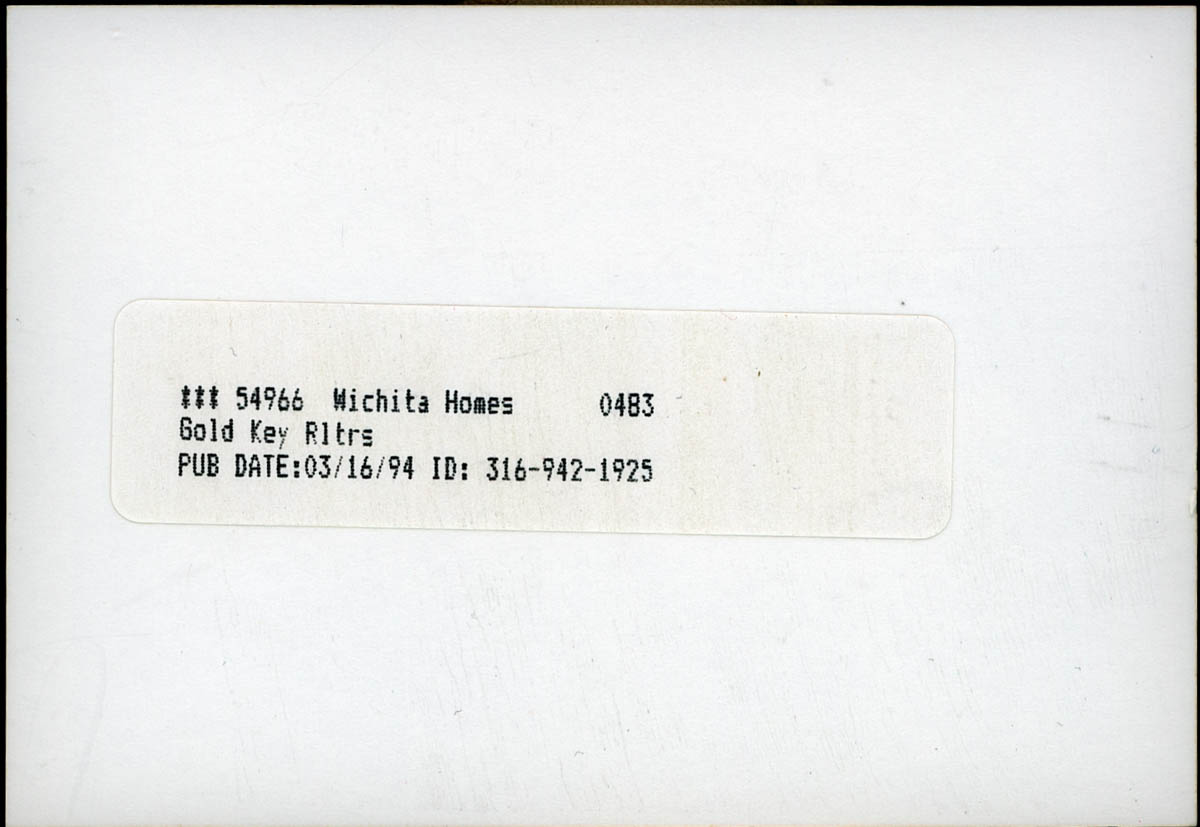 *** 54966 Wichita Homes 0483
Gold Key Rltrs
PUB DATE:03/16/94 ID: 316-942-1925